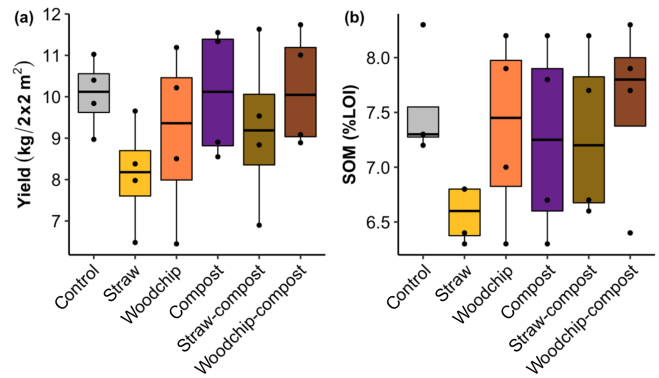 (a)
Yield (kg/2x2 m²)
12
11
10
9
8
7
Control
Straw
Woodchip
Compost
Straw-compost
Woodchip-compost
(b)
SOM (%LOI)
8.0
7.5
7.0
6.5
Control
Straw
Woodchip
Compost
Straw-compost
Woodchip-compost